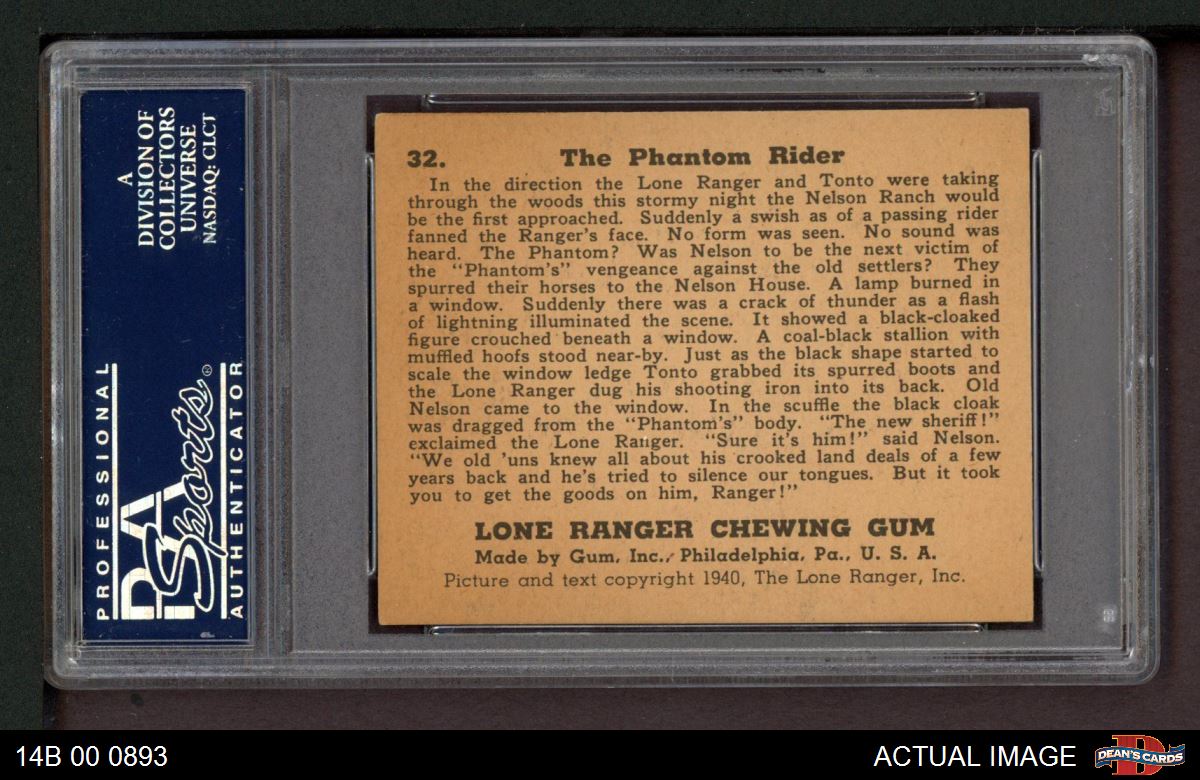 A
DIVISION OF
COLLECTORS
UNIVERSE
NASDAQ: CLCT
PROFESSIONAL
PSA
Sports®
AUTHENTICATOR
32. The Phantom Rider
In the direction the Lone Ranger and Tonto were taking
through the woods this stormy night the Nelson Ranch would
be the first approached. Suddenly a swish as of a passing rider
fanned the Ranger's face. No form was seen. No sound was
heard. The Phantom? Was Nelson to be the next victim of
the "Phantom's" vengeance against the old settlers? They
spurred their horses to the Nelson House. A lamp burned in
a window. Suddenly there was a crack of thunder as a flash
of lightning illuminated the scene. It showed a black-cloaked
figure crouched beneath a window. A coal-black stallion with
muffled hoofs stood near-by. Just as the black shape started to
scale the window ledge Tonto grabbed its spurred boots and
the Lone Ranger dug his shooting iron into its back. Old
Nelson came to the window. In the scuffle the black cloak
was dragged from the "Phantom's" body. "The new sheriff!"
exclaimed the Lone Ranger. "Sure it's him!" said Nelson.
"We old 'uns knew all about his crooked land deals of a few
years back and he's tried to silence our tongues. But it took
you to get the goods on him, Ranger!"
LONE RANGER CHEWING GUM
Made by Gum, Inc., Philadelphia, Pa., U. S. A.
Picture and text copyright 1940, The Lone Ranger, Inc.
14B 00 0893
ACTUAL IMAGE
DEAN'S CARDS